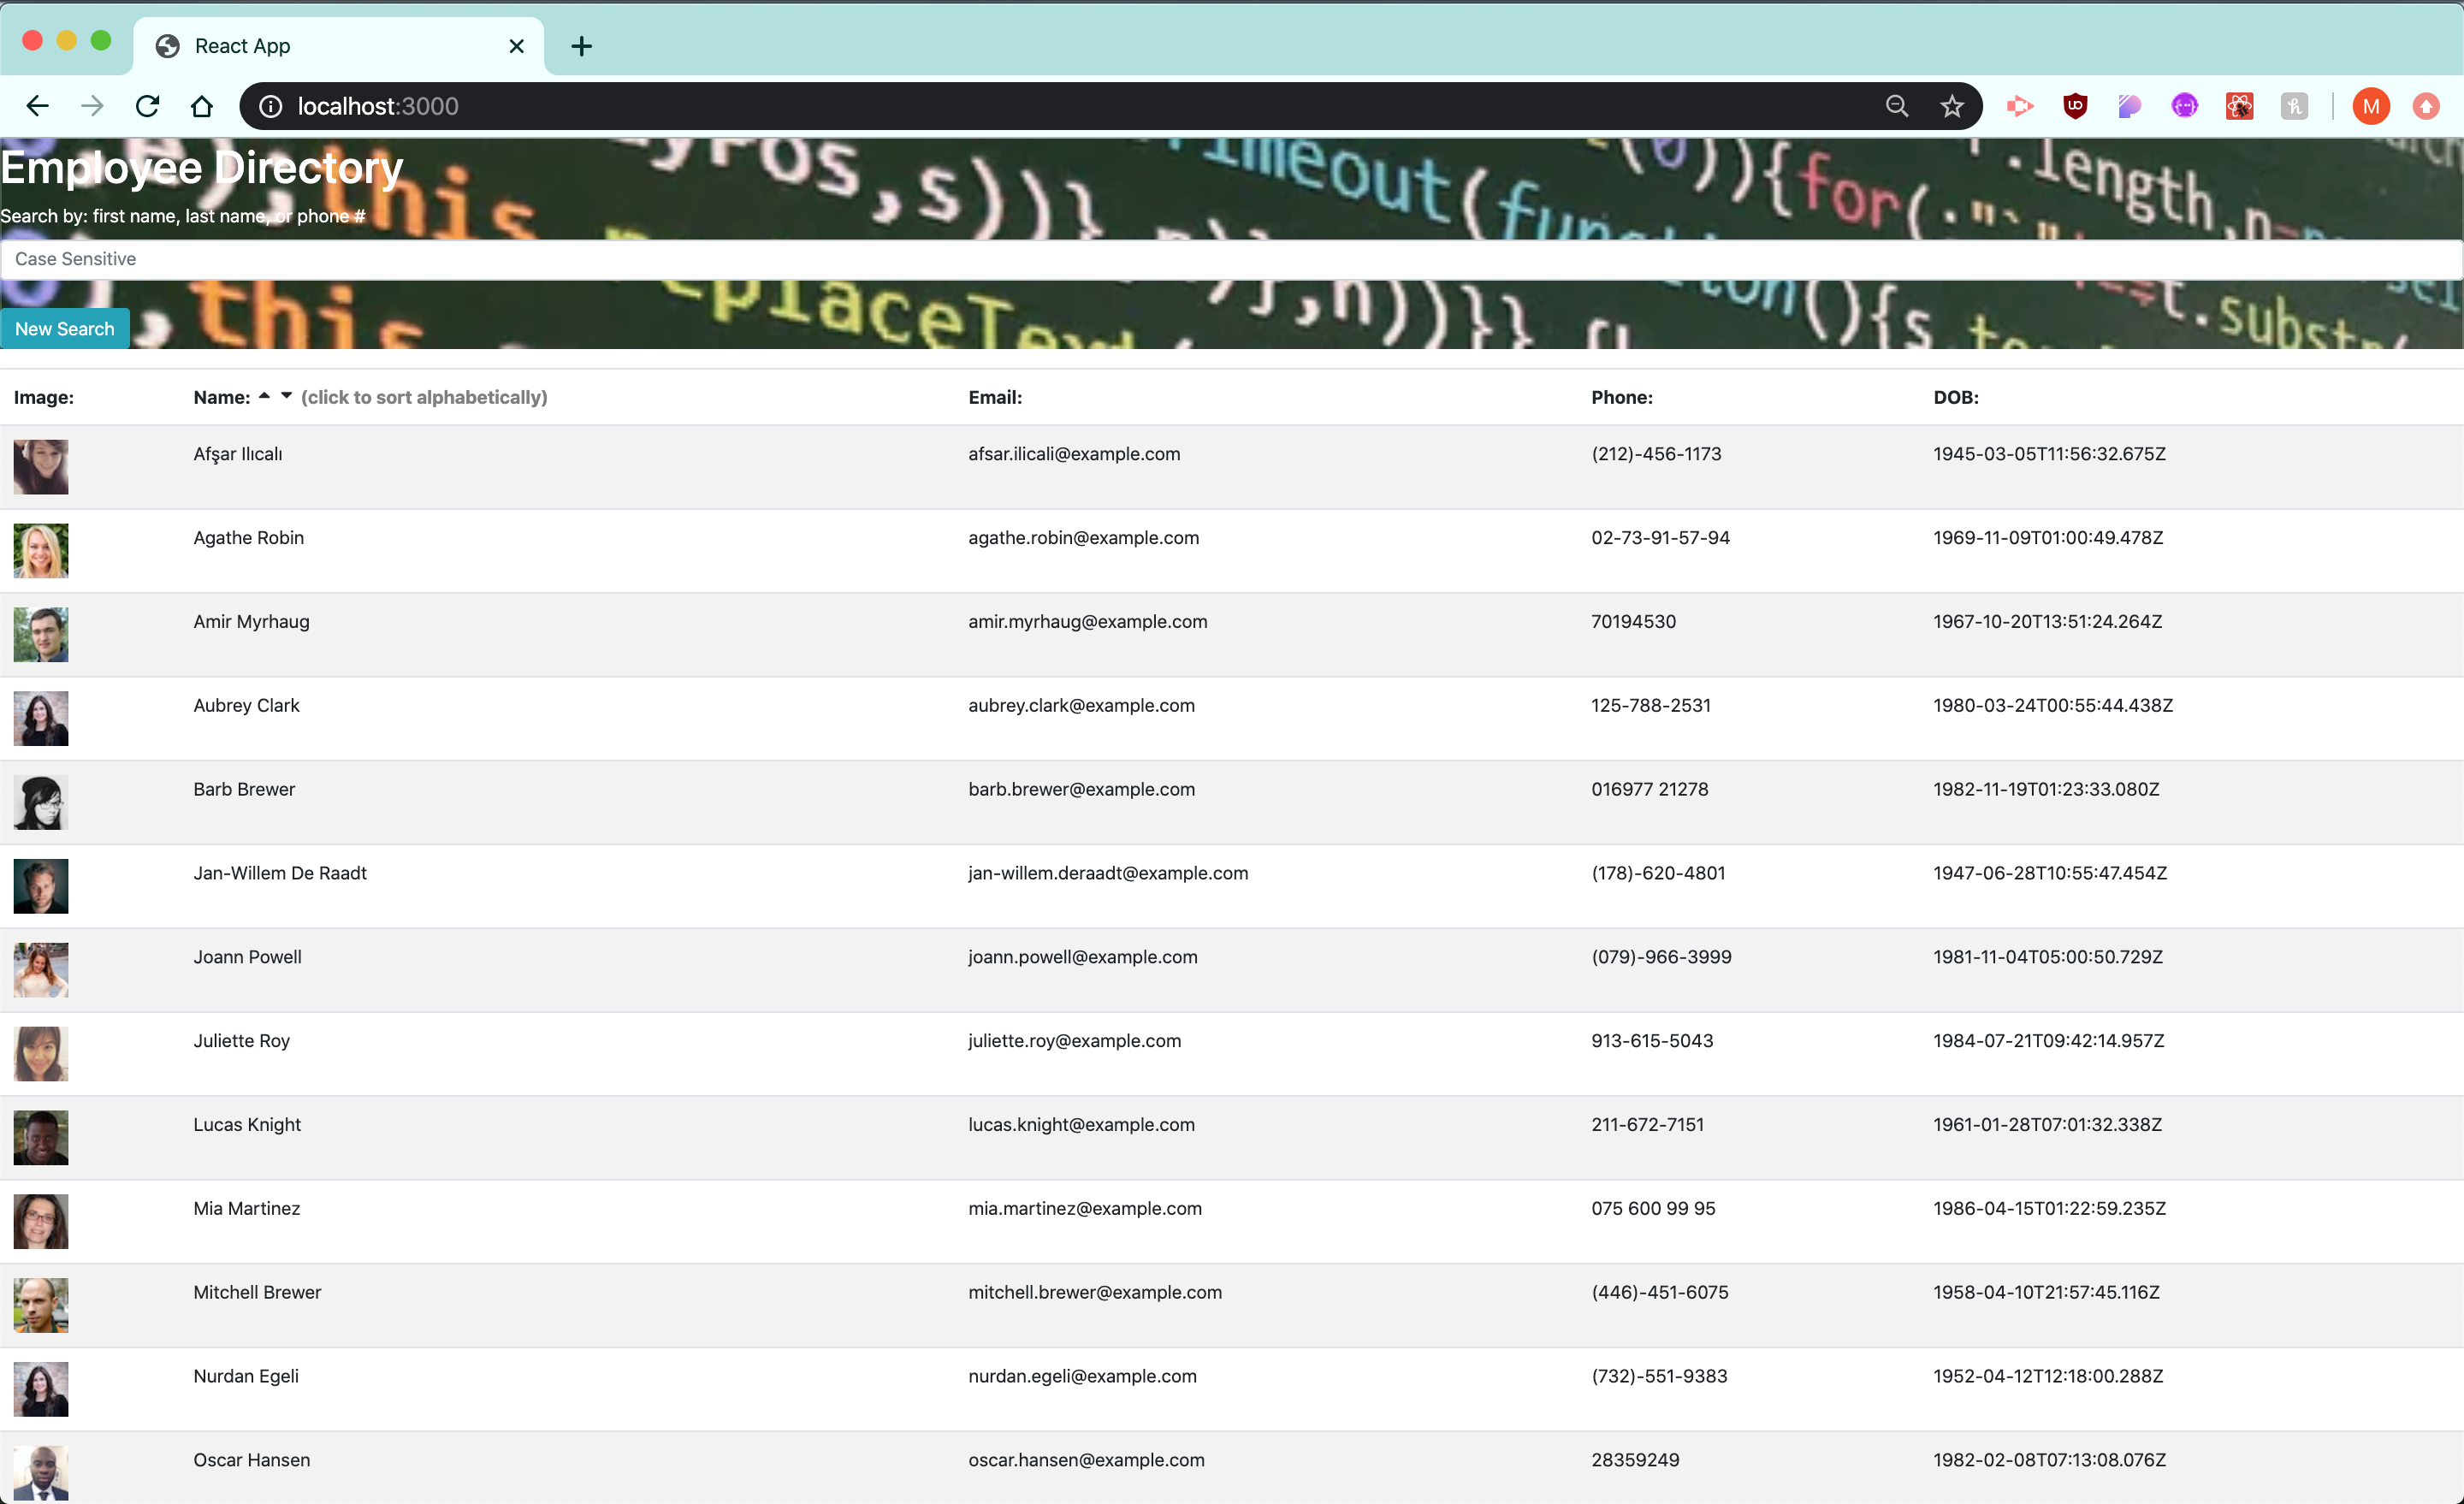 React App
localhost:3000
M
Employee Directory
Search by: first name, last name, or phone #
Case Sensitive
New Search
Image: Name: (click to sort alphabetically) Email: Phone: DOB:
Afşar Ilıcalı afsar.ilicali@example.com (212)-456-1173 1945-03-05T11:56:32.675Z
Agathe Robin agathe.robin@example.com 02-73-91-57-94 1969-11-09T01:00:49.478Z
Amir Myrhaug amir.myrhaug@example.com 70194530 1967-10-20T13:51:24.264Z
Aubrey Clark aubrey.clark@example.com 125-788-2531 1980-03-24T00:55:44.438Z
Barb Brewer barb.brewer@example.com 016977 21278 1982-11-19T01:23:33.080Z
Jan-Willem De Raadt jan-willem.deraadt@example.com (178)-620-4801 1947-06-28T10:55:47.454Z
Joann Powell joann.powell@example.com (079)-966-3999 1981-11-04T05:00:50.729Z
Juliette Roy juliette.roy@example.com 913-615-5043 1984-07-21T09:42:14.957Z
Lucas Knight lucas.knight@example.com 211-672-7151 1961-01-28T07:01:32.338Z
Mia Martinez mia.martinez@example.com 075 600 99 95 1986-04-15T01:22:59.235Z
Mitchell Brewer mitchell.brewer@example.com (446)-451-6075 1958-04-10T21:57:45.116Z
Nurdan Egeli nurdan.egeli@example.com (732)-551-9383 1952-04-12T12:18:00.288Z
Oscar Hansen oscar.hansen@example.com 28359249 1982-02-08T07:13:08.076Z